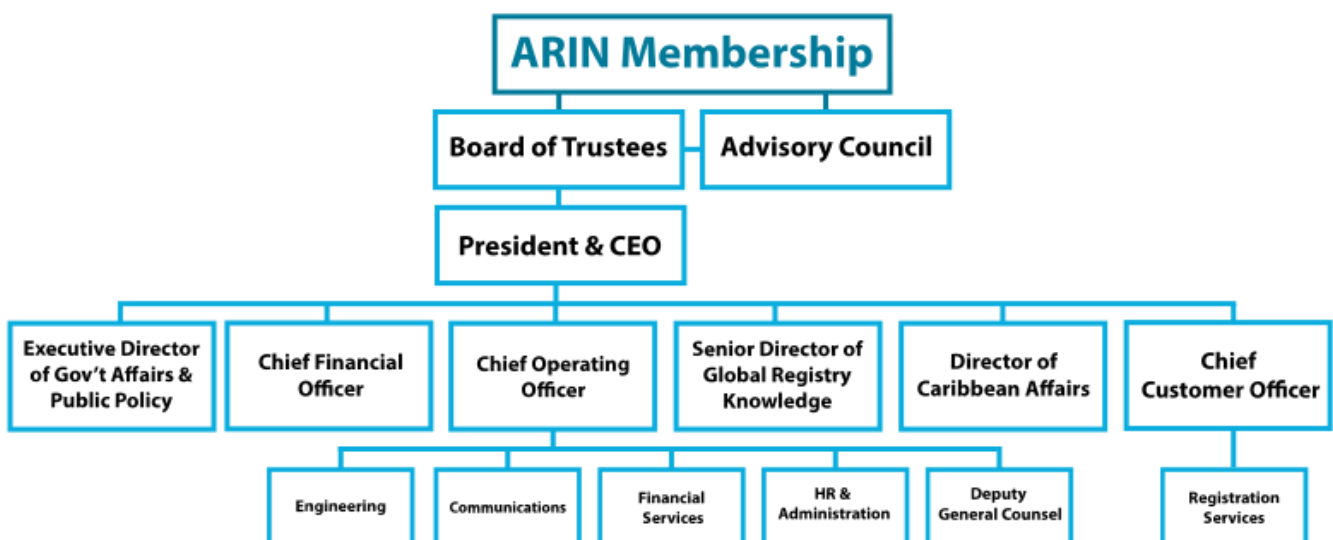 ARIN Membership
Board of Trustees
Advisory Council
President & CEO
Executive Director
of Gov't Affairs &
Public Policy
Chief Financial
Officer
Chief Operating
Officer
Senior Director of
Global Registry
Knowledge
Director of
Caribbean Affairs
Chief
Customer Officer
Engineering
Communications
Financial
Services
HR &
Administration
Deputy
General Counsel
Registration
Services